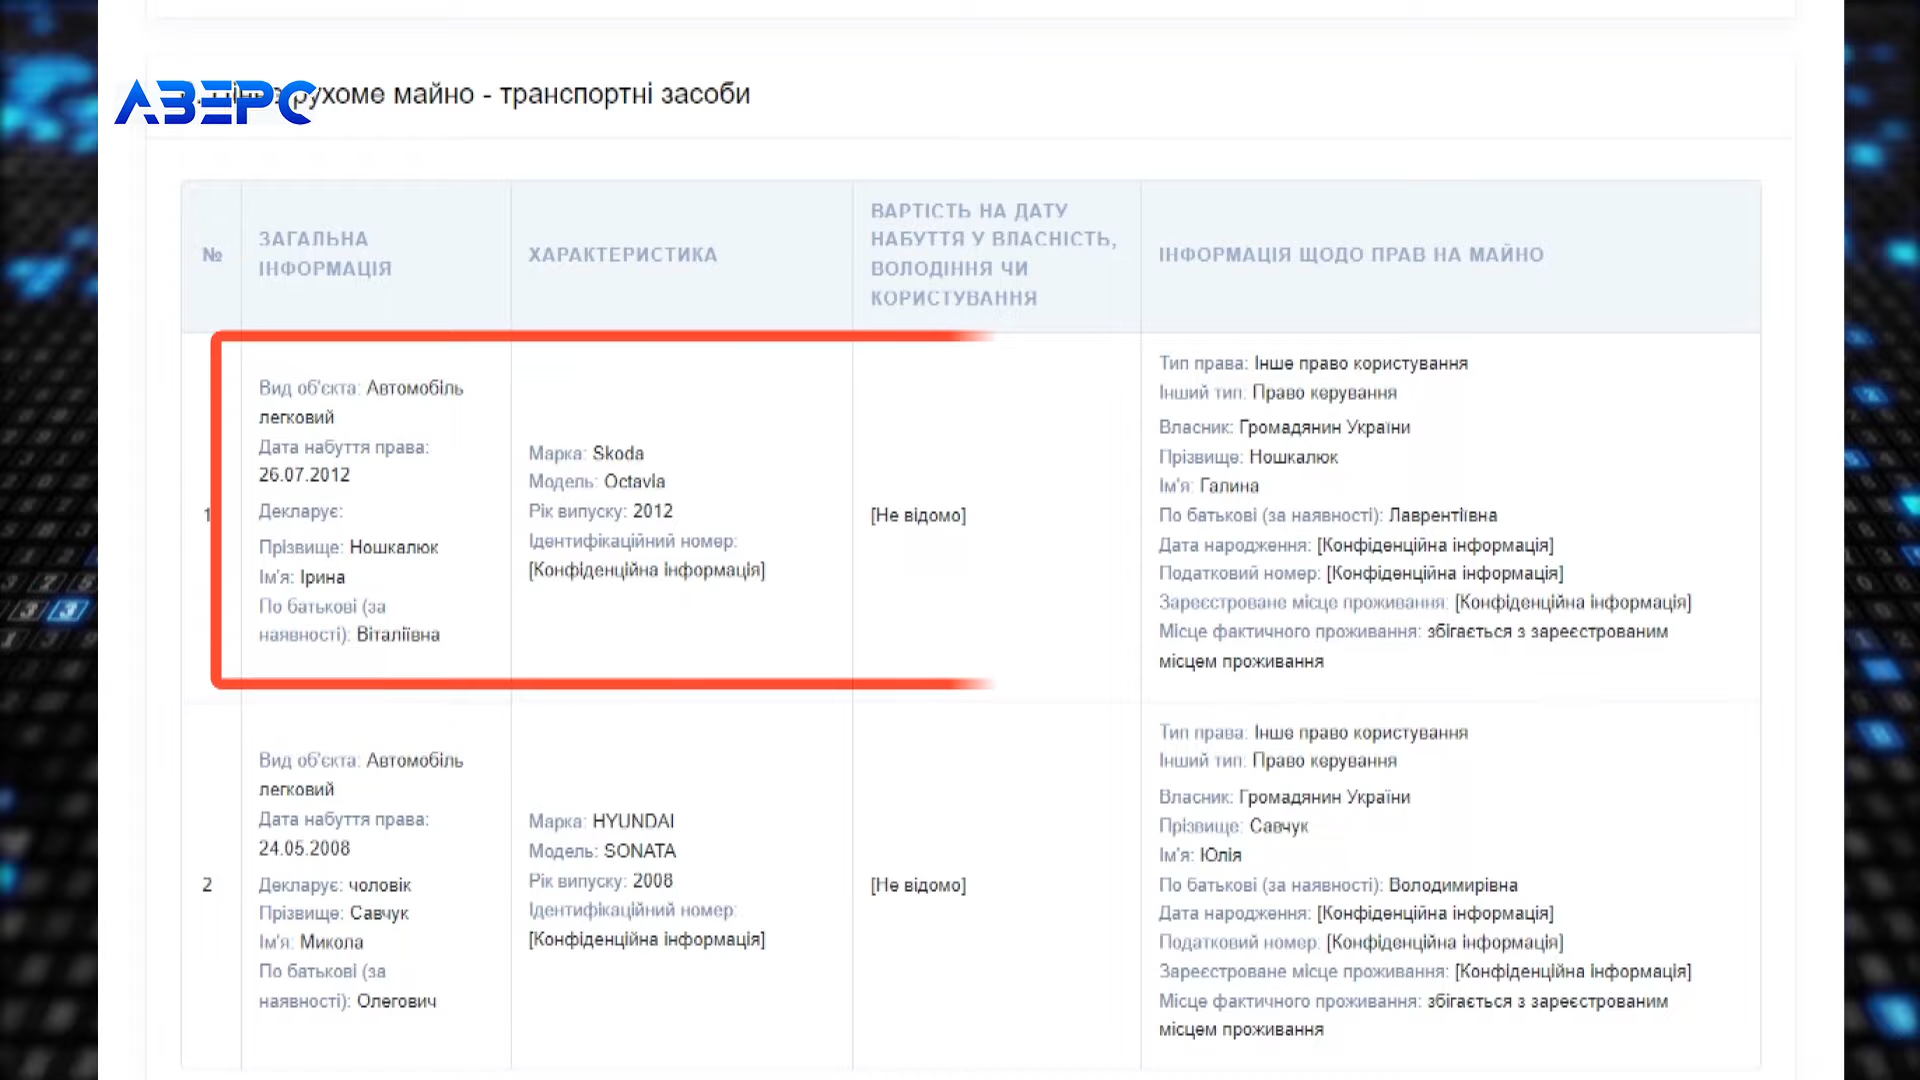 АВЕРС
рухоме майно - транспортні засоби
№
ЗАГАЛЬНА
ІНФОРМАЦІЯ
ХАРАКТЕРИСТИКА
ВАРТІСТЬ НА ДАТУ
НАБУТТЯ У ВЛАСНІСТЬ,
ВОЛОДІННЯ ЧИ
КОРИСТУВАННЯ
ІНФОРМАЦІЯ ЩОДО ПРАВ НА МАЙНО
1
Вид об'єкта: Автомобіль
легковий
Дата набуття права:
26.07.2012
Декларує:
Прізвище: Ношкалюк
Ім'я: Ірина
По батькові (за
наявності): Віталіївна
Марка: Skoda
Модель: Octavia
Рік випуску: 2012
Ідентифікаційний номер:
[Конфіденційна інформація]
[Не відомо]
Тип права: Інше право користування
Інший тип: Право керування
Власник: Громадянин України
Прізвище: Ношкалюк
Ім'я: Галина
По батькові (за наявності): Лаврентіївна
Дата народження: [Конфіденційна інформація]
Податковий номер: [Конфіденційна інформація]
Зареєстроване місце проживання: [Конфіденційна інформація]
Місце фактичного проживання: збігається з зареєстрованим
місцем проживання
2
Вид об'єкта: Автомобіль
легковий
Дата набуття права:
24.05.2008
Декларує: чоловік
Прізвище: Савчук
Ім'я: Микола
По батькові (за
наявності): Олегович
Марка: HYUNDAI
Модель: SONATA
Рік випуску: 2008
Ідентифікаційний номер:
[Конфіденційна інформація]
[Не відомо]
Тип права: Інше право користування
Інший тип: Право керування
Власник: Громадянин України
Прізвище: Савчук
Ім'я: Юлія
По батькові (за наявності): Володимирівна
Дата народження: [Конфіденційна інформація]
Податковий номер: [Конфіденційна інформація]
Зареєстроване місце проживання: [Конфіденційна інформація]
Місце фактичного проживання: збігається з зареєстрованим
місцем проживання